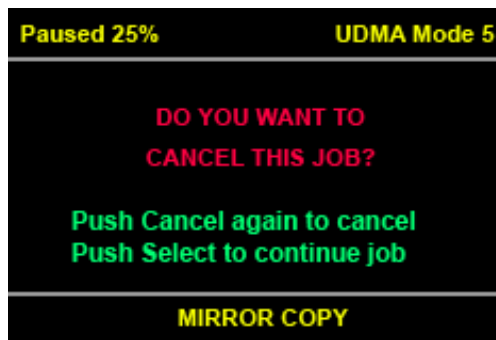 Paused 25% UDMA Mode 5
DO YOU WANT TO
CANCEL THIS JOB?
Push Cancel again to cancel
Push Select to continue job
MIRROR COPY